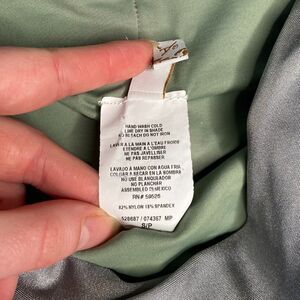 HAND WASH COLD
LINE DRY IN SHADE
NO BLEACH DO NOT IRON
LAVER A LA MAIN A L'EAU FROIDE
ETENDRE A L'OMBRE
NE PAS JAVELLISER
NE PAS REPASSER
LAVADO A MANO CON AGUA FRIA
COLGAR A SECAR EN LA SOMBRA
NO USE BLANQUEADOR
NO PLANCHAR
ASSEMBLED IN MEXICO
RN# 59526
82% NYLON 18% SPANDEX
528687 / 074367 MP
S/P